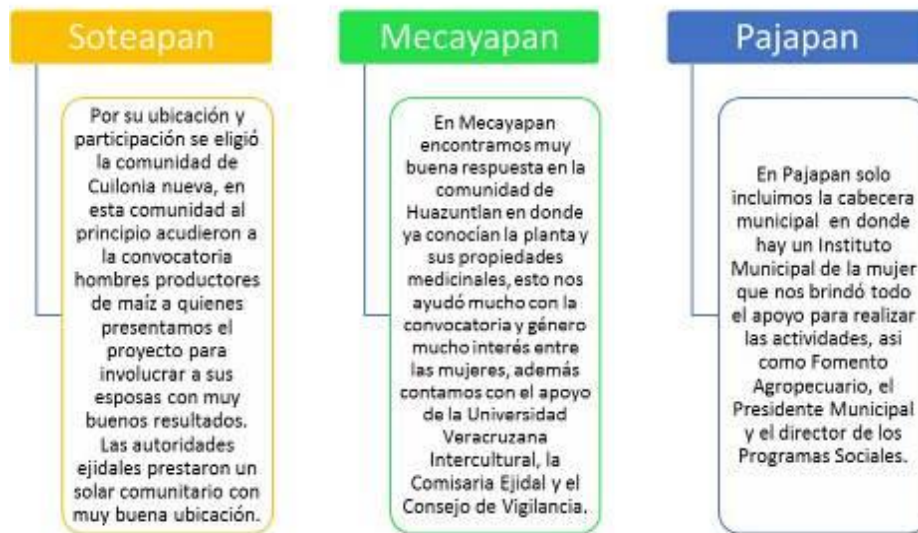 Soteapan
Por su ubicación y
participación se eligió
la comunidad de
Cuilonia nueva, en
esta comunidad al
principio acudieron a
la convocatoria
hombres productores
de maíz a quienes
presentamos el
proyecto para
involucrar a sus
esposas con muy
buenos resultados.
Las autoridades
ejidales prestaron un
solar comunitario con
muy buena ubicación.
Mecayapan
En Mecayapan
encontramos muy
buena respuesta en la
comunidad de
Huazuntlan en donde
ya conocían la planta y
sus propiedades
medicinales, esto nos
ayudó mucho con la
convocatoria y género
mucho interés entre
las mujeres, además
contamos con el apoyo
de la Universidad
Veracruzana
Intercultural, la
Comisaria Ejidal y el
Consejo de Vigilancia.
Pajapan
En Pajapan solo
incluimos la cabecera
municipal en donde
hay un Instituto
Municipal de la mujer
que nos brindó todo
el apoyo para realizar
las actividades, asi
como Fomento
Agropecuario, el
Presidente Municipal
y el director de los
Programas Sociales.